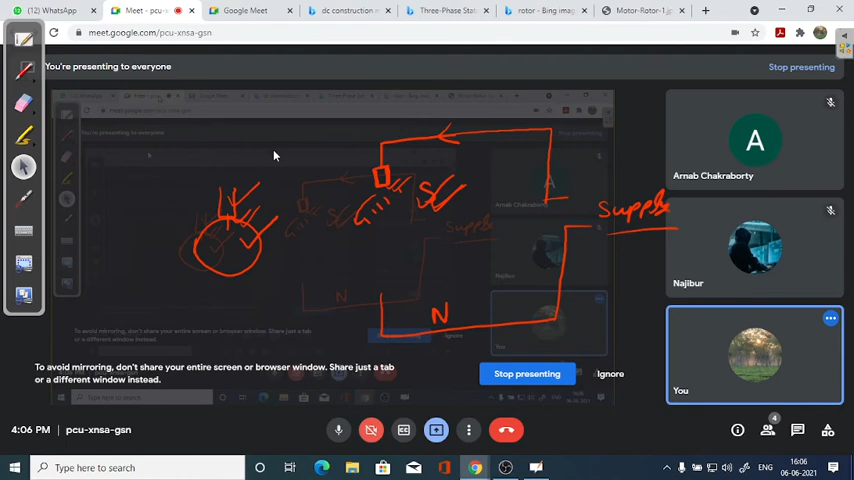 (12) WhatsApp
Meet - pcu-x
Google Meet
dc construction m
Three-Phase Stat
rotor - Bing imag
Motor-Rotor-1.jp
meet.google.com/pcu-xnsa-gsn
You're presenting to everyone
Stop presenting
Arnab Chakraborty
A
S
Supply
Najibur
N
You
To avoid mirroring, don't share your entire screen or browser window. Share just a tab
or a different window instead.
Stop presenting
Ignore
4:06 PM
pcu-xnsa-gsn
4
Type here to search
ENG
16:06
06-06-2021